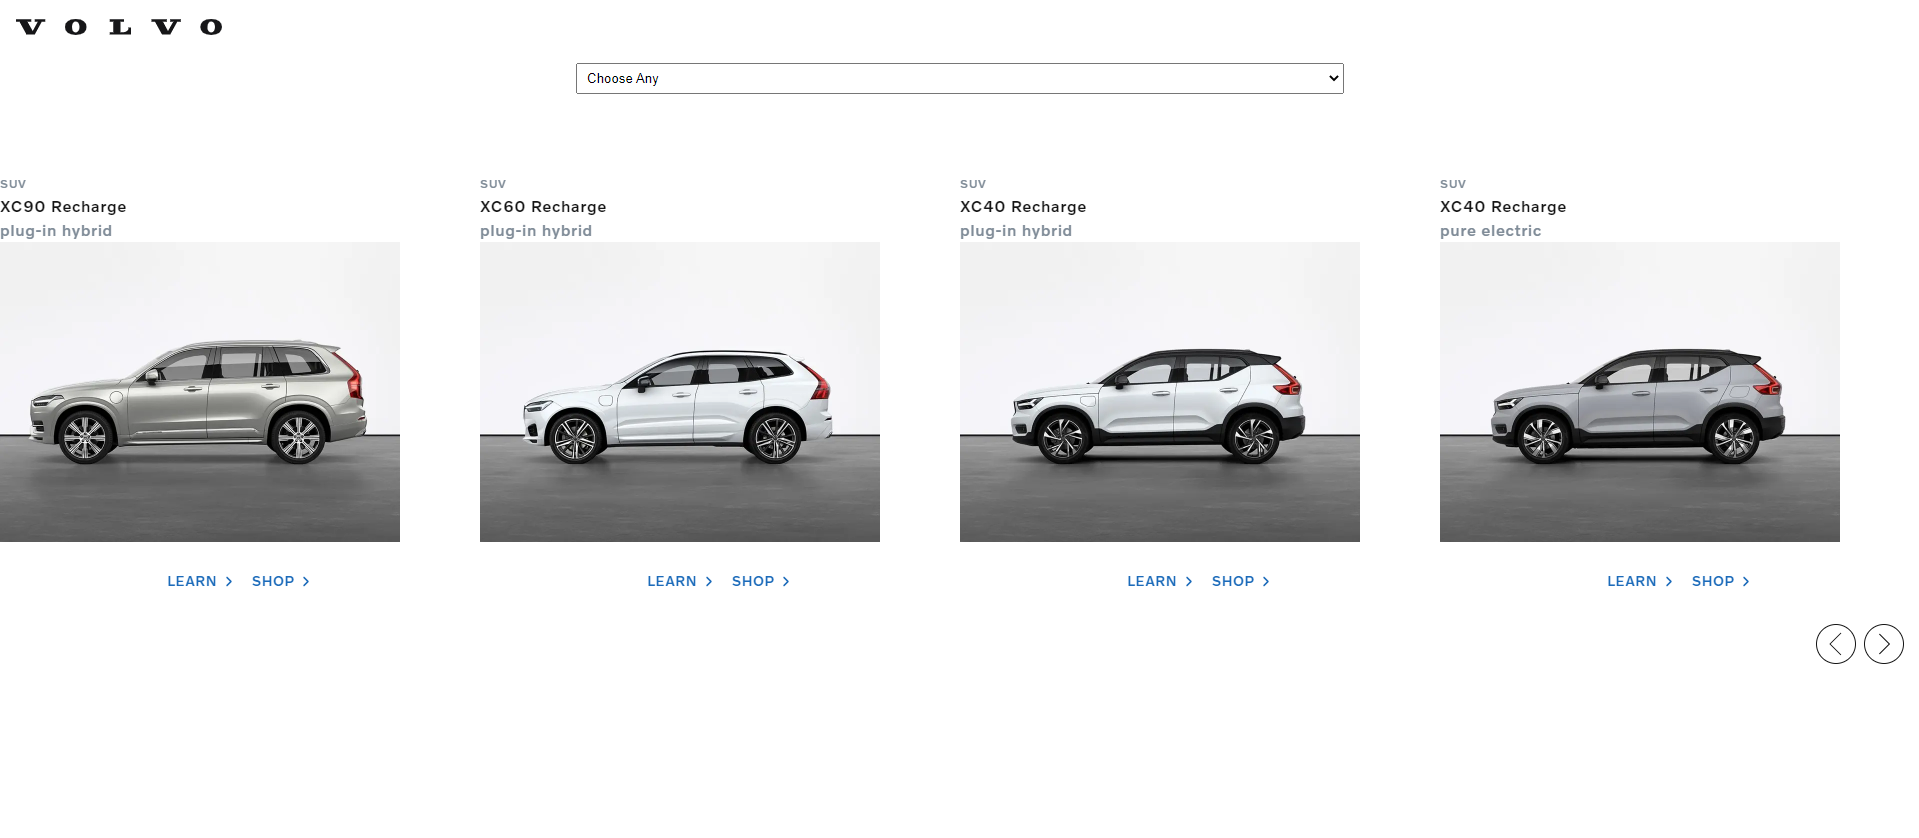 VOLVO
Choose Any
SUV
XC90 Recharge
plug-in hybrid
LEARN
SHOP
SUV
XC60 Recharge
plug-in hybrid
LEARN
SHOP
SUV
XC40 Recharge
plug-in hybrid
LEARN
SHOP
SUV
XC40 Recharge
pure electric
LEARN
SHOP